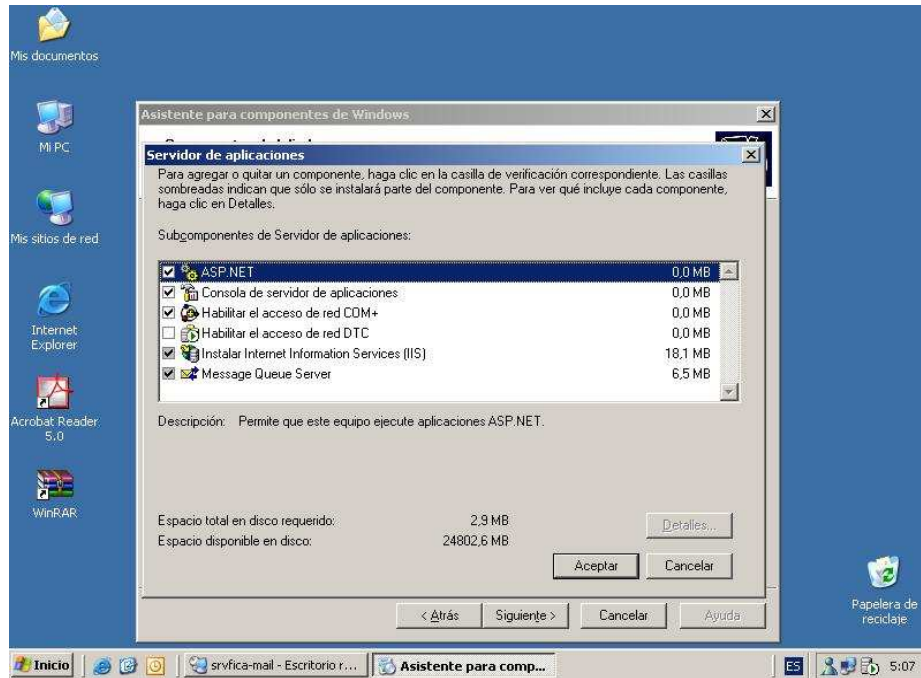 Mis documentos
Mi PC
Mis sitios de red
Internet
Explorer
Acrobat Reader
5.0
WinRAR
Papelera de
reciclaje
Asistente para componentes de Windows
Servidor de aplicaciones
Para agregar o quitar un componente, haga clic en la casilla de verificación correspondiente. Las casillas
sombreadas indican que sólo se instalará parte del componente. Para ver qué incluye cada componente,
haga clic en Detalles.
Subcomponentes de Servidor de aplicaciones:
ASP.NET 0,0 MB
Consola de servidor de aplicaciones 0,0 MB
Habilitar el acceso de red COM+ 0,0 MB
Habilitar el acceso de red DTC 0,0 MB
Instalar Internet Information Services (IIS) 18,1 MB
Message Queue Server 6,5 MB
Descripción: Permite que este equipo ejecute aplicaciones ASP.NET.
Espacio total en disco requerido: 2,9 MB
Espacio disponible en disco: 24802,6 MB
Detalles...
Aceptar Cancelar
< Atrás Siguiente > Cancelar Ayuda
Inicio srvfica-mail - Escritorio r... Asistente para comp... ES 5:07